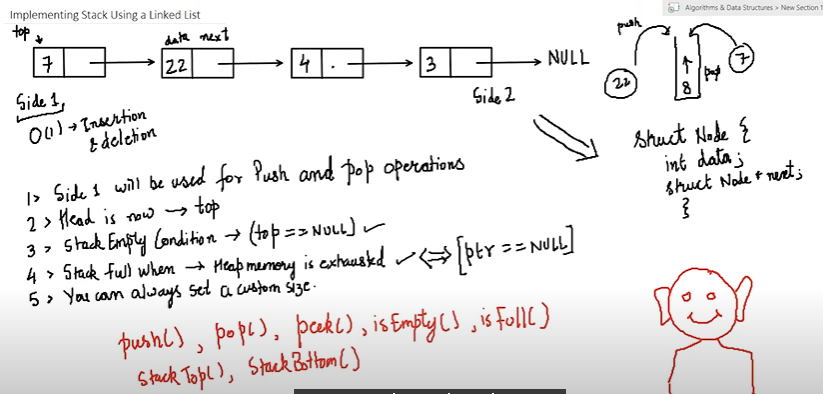 Implementing Stack Using a Linked List
Algorithms & Data Structures > New Section 1
top
data next
7
22
4
3
NULL
push
22
8
pop
7
Side 1,
Side 2
O(1) → Insertion
& deletion
struct Node {
int data;
struct Node * next;
}
1> Side 1 will be used for Push and pop operations
2> Head is now → top
3> Stack Empty Condition → (top == NULL) ✓
4> Stack full when → Heap memory is exhausted ✓ ⇔ [ptr == NULL]
5> You can always set a custom size.
push(), pop(), peek(), isEmpty(), isFull()
StackTop(), StackBottom()